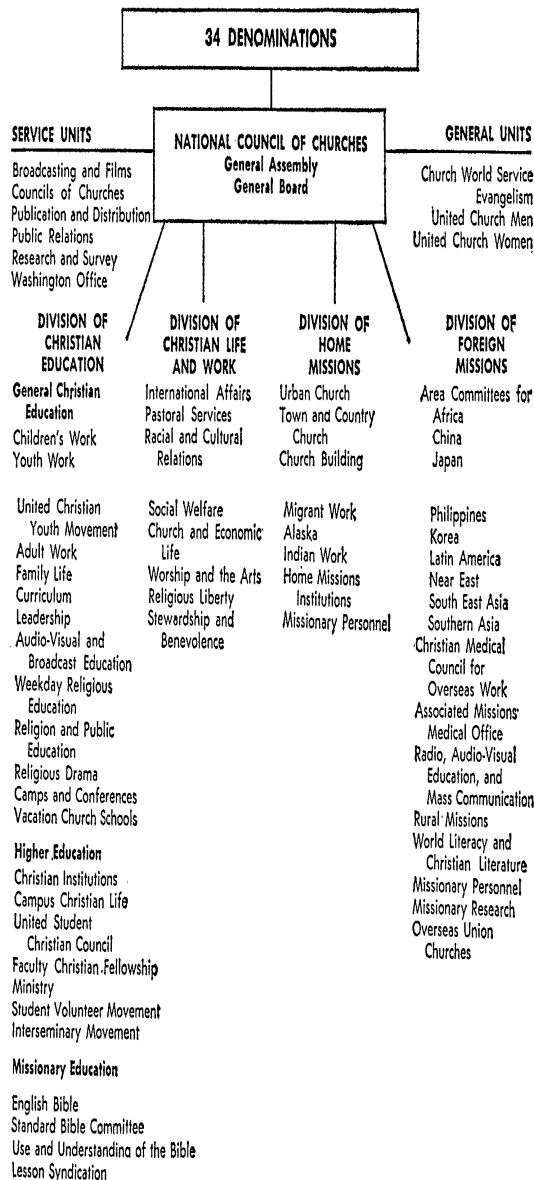 34 DENOMINATIONS
NATIONAL COUNCIL OF CHURCHES
General Assembly
General Board
SERVICE UNITS
Broadcasting and Films
Councils of Churches
Publication and Distribution
Public Relations
Research and Survey
Washington Office
GENERAL UNITS
Church World Service
Evangelism
United Church Men
United Church Women
DIVISION OF
CHRISTIAN
EDUCATION
General Christian
Education
Children's Work
Youth Work
United Christian
Youth Movement
Adult Work
Family Life
Curriculum
Leadership
Audio-Visual and
Broadcast Education
Weekday Religious
Education
Religion and Public
Education
Religious Drama
Camps and Conferences
Vacation Church Schools
Higher Education
Christian Institutions
Campus Christian Life
United Student
Christian Council
Faculty Christian Fellowship
Ministry
Student Volunteer Movement
Interseminary Movement
Missionary Education
English Bible
Standard Bible Committee
Use and Understanding of the Bible
Lesson Syndication
DIVISION OF
CHRISTIAN LIFE
AND WORK
International Affairs
Pastoral Services
Racial and Cultural
Relations
Social Welfare
Church and Economic
Life
Worship and the Arts
Religious Liberty
Stewardship and
Benevolence
DIVISION OF
HOME
MISSIONS
Urban Church
Town and Country
Church
Church Building
Migrant Work
Alaska
Indian Work
Home Missions
Institutions
Missionary Personnel
DIVISION OF
FOREIGN
MISSIONS
Area Committees for
Africa
China
Japan
Philippines
Korea
Latin America
Near East
South East Asia
Southern Asia
Christian Medical
Council for
Overseas Work
Associated Missions
Medical Office
Radio, Audio-Visual
Education, and
Mass Communication
Rural Missions
World Literacy and
Christian Literature
Missionary Personnel
Missionary Research
Overseas Union
Churches